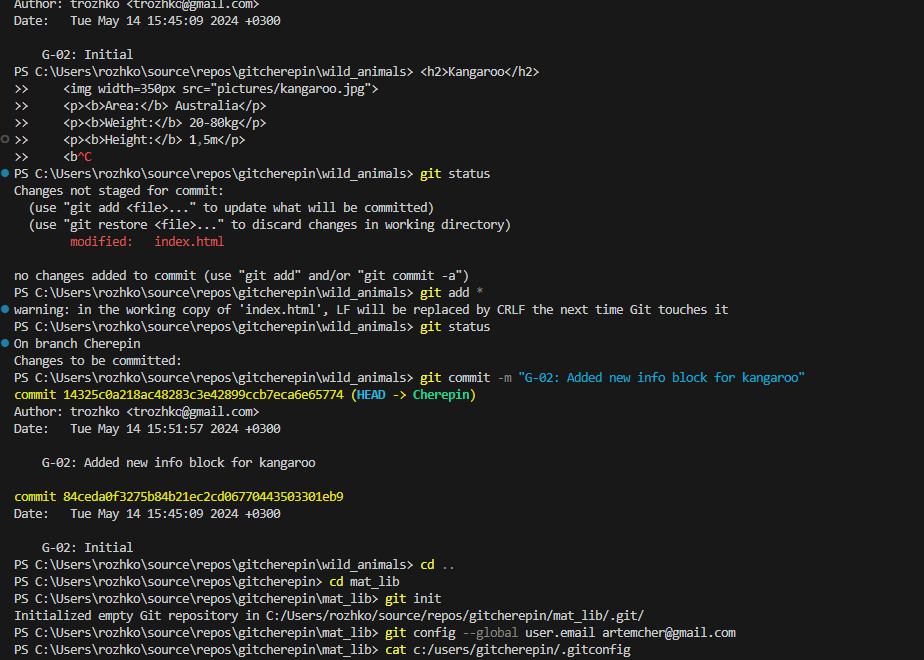 Author: trozhko <trozhko@gmail.com>
Date:   Tue May 14 15:45:09 2024 +0300

    G-02: Initial
PS C:\Users\rozhko\source\repos\gitcherepin\wild_animals> <h2>Kangaroo</h2>
>>     <img width=350px src="pictures/kangaroo.jpg">
>>     <p><b>Area:</b> Australia</p>
>>     <p><b>Weight:</b> 20-80kg</p>
>>     <p><b>Height:</b> 1,5m</p>
>>     <b^C
PS C:\Users\rozhko\source\repos\gitcherepin\wild_animals> git status
Changes not staged for commit:
  (use "git add <file>..." to update what will be committed)
  (use "git restore <file>..." to discard changes in working directory)
        modified:   index.html

no changes added to commit (use "git add" and/or "git commit -a")
PS C:\Users\rozhko\source\repos\gitcherepin\wild_animals> git add *
warning: in the working copy of 'index.html', LF will be replaced by CRLF the next time Git touches it
PS C:\Users\rozhko\source\repos\gitcherepin\wild_animals> git status
On branch Cherepin
Changes to be committed:
PS C:\Users\rozhko\source\repos\gitcherepin\wild_animals> git commit -m "G-02: Added new info block for kangaroo"
commit 14325c0a218ac48283c3e42899ccb7eca6e65774 (HEAD -> Cherepin)
Author: trozhko <trozhko@gmail.com>
Date:   Tue May 14 15:51:57 2024 +0300

    G-02: Added new info block for kangaroo

commit 84ceda0f3275b84b21ec2cd06770443503301eb9
Date:   Tue May 14 15:45:09 2024 +0300

    G-02: Initial
PS C:\Users\rozhko\source\repos\gitcherepin\wild_animals> cd ..
PS C:\Users\rozhko\source\repos\gitcherepin> cd mat_lib
PS C:\Users\rozhko\source\repos\gitcherepin\mat_lib> git init
Initialized empty Git repository in C:/Users/rozhko/source/repos/gitcherepin/mat_lib/.git/
PS C:\Users\rozhko\source\repos\gitcherepin\mat_lib> git config --global user.email artemcher@gmail.com
PS C:\Users\rozhko\source\repos\gitcherepin\mat_lib> cat c:/users/gitcherepin/.gitconfig